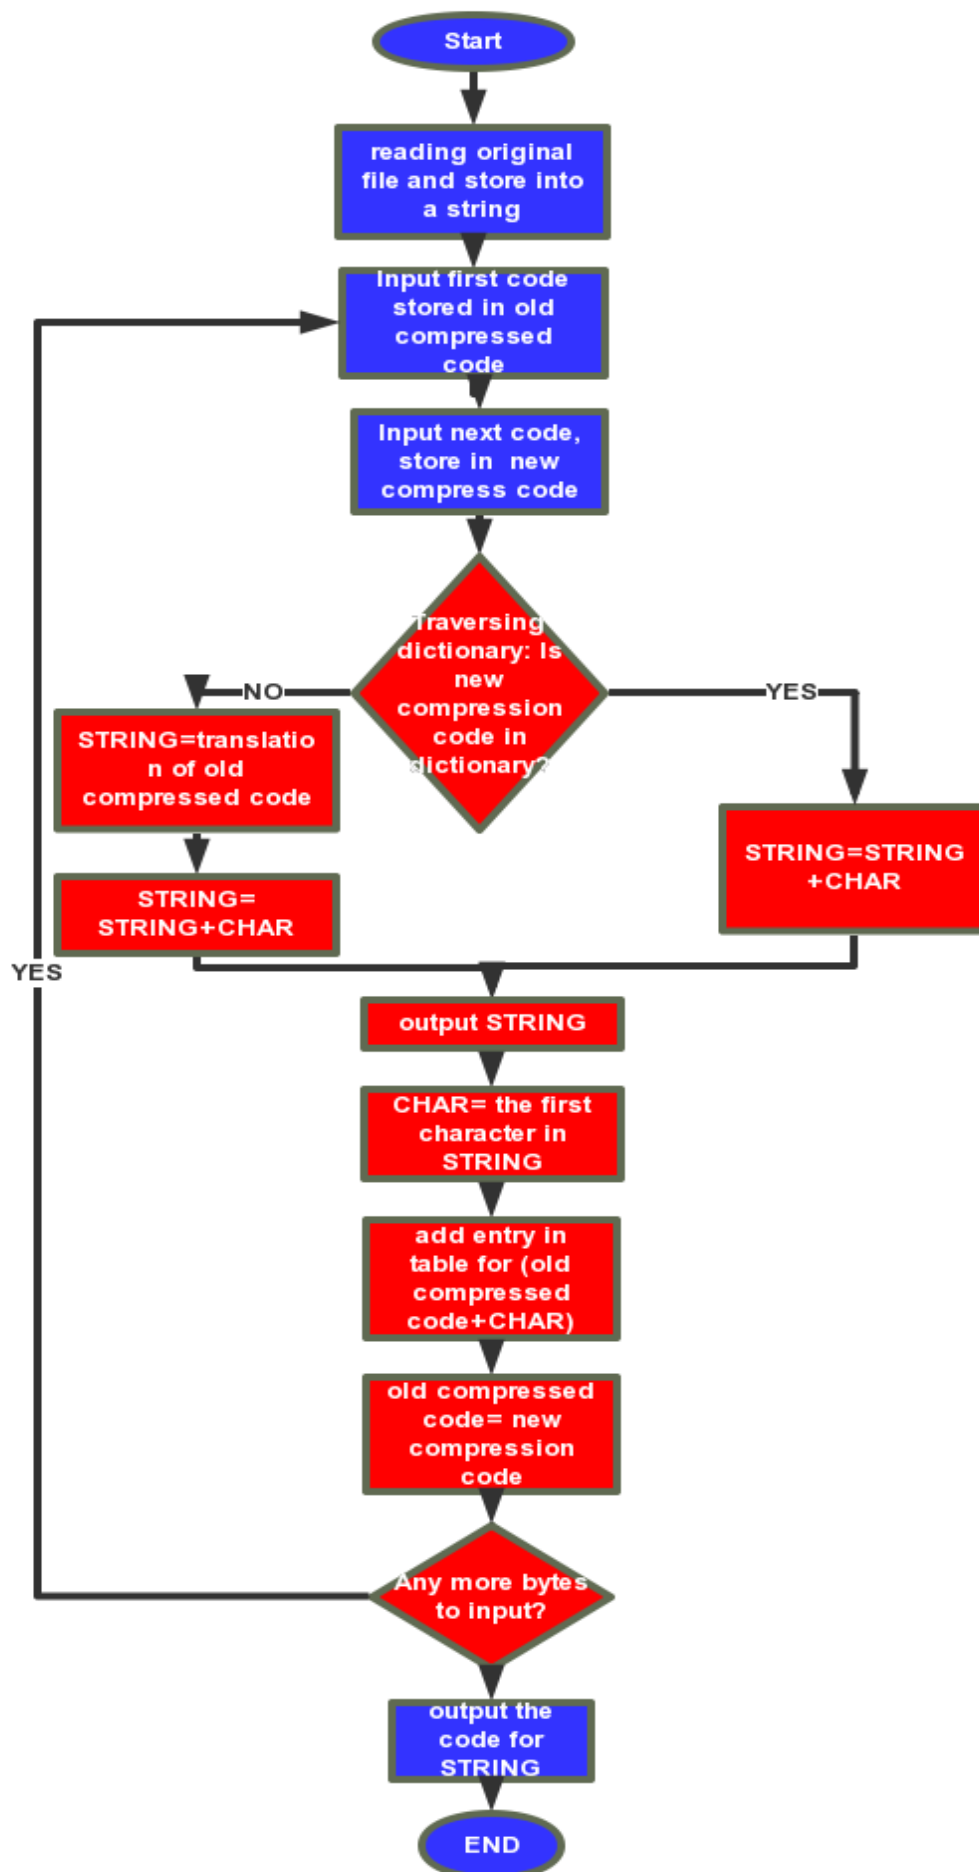 Start
reading original
file and store into
a string
Input first code
stored in old
compressed
code
Input next code,
store in  new
compress code
Traversing
dictionary: Is
new
compression
code in
dictionary?
NO
YES
STRING=translatio
n of old
compressed code
STRING=
STRING+CHAR
STRING=STRING
+CHAR
YES
output STRING
CHAR= the first
character in
STRING
add entry in
table for (old
compressed
code+CHAR)
old compressed
code= new
compression
code
Any more bytes
to input?
output the
code for
STRING
END